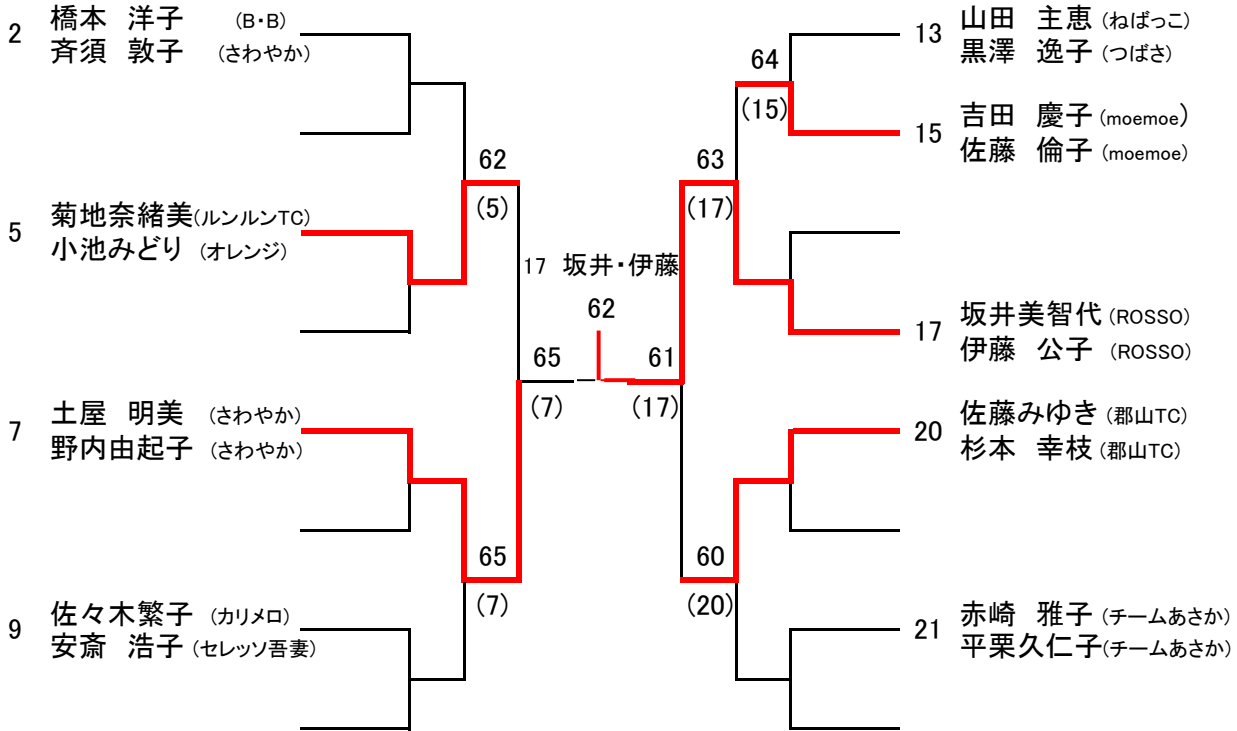 2 橋本 洋子 (B・B)
斉須 敦子 (さわやか)
5 菊地奈緒美(ルンルンTC)
小池みどり (オレンジ)
7 土屋 明美 (さわやか)
野内由起子 (さわやか)
9 佐々木繁子 (カリメロ)
安斎 浩子 (セレッソ吾妻)
62
(5)
65
(7)
65
(7)
17 坂井・伊藤
62
61
(17)
63
(17)
64
(15)
60
(20)
13 山田 主恵 (ねばっこ)
黒澤 逸子 (つばさ)
15 吉田 慶子 (moemoe)
佐藤 倫子 (moemoe)
17 坂井美智代 (ROSSO)
伊藤 公子 (ROSSO)
20 佐藤みゆき (郡山TC)
杉本 幸枝 (郡山TC)
21 赤崎 雅子 (チームあさか)
平栗久仁子(チームあさか)